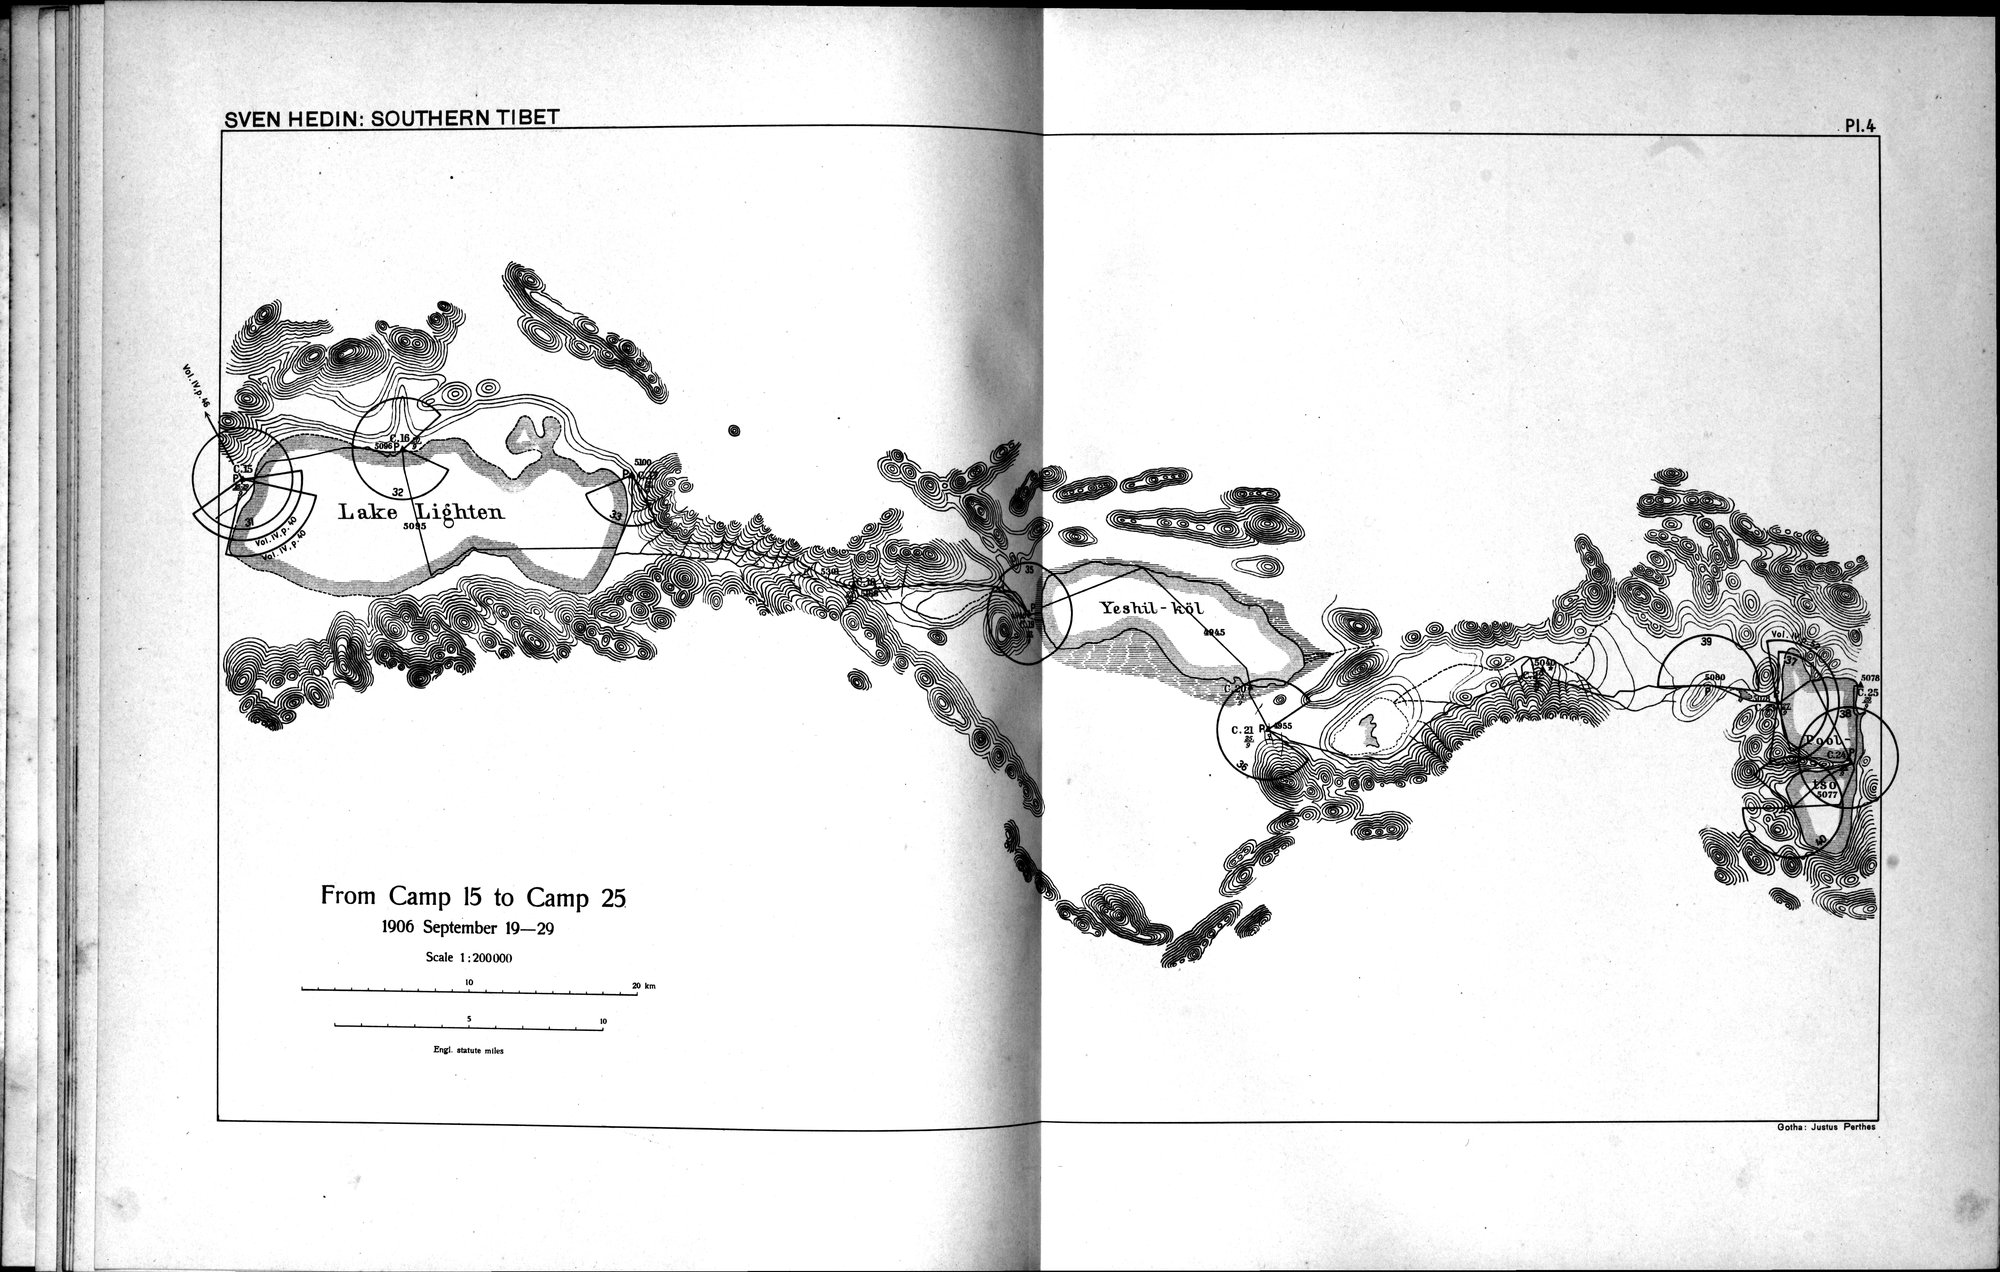 SVEN HEDIN: SOUTHERN TIBET
Pl. 4
Vol. IV, p. 46
C. 15
P
31
Vol. IV, p. 40
Vol. IV, p. 40
5096 P
C. 16
32
Lake Lighten
5095
5100
33
35
P
Yeshil-köl
4945
C. 20
C. 21 25/9
P 4955
36
5040
39
5080
Vol. IV
37
5078
C. 25
38
Pool-
C. 24
P
tso
5077
40
From Camp 15 to Camp 25
1906 September 19—29
Scale 1:200000
10 20 km
5 10
Engl. statute miles
Gotha: Justus Perthes